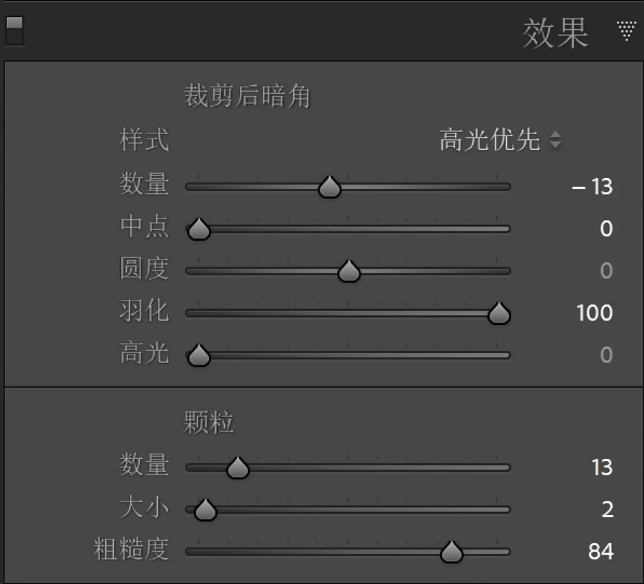 效果
裁剪后暗角
样式 高光优先
数量 －13
中点 0
圆度 0
羽化 100
高光 0
颗粒
数量 13
大小 2
粗糙度 84